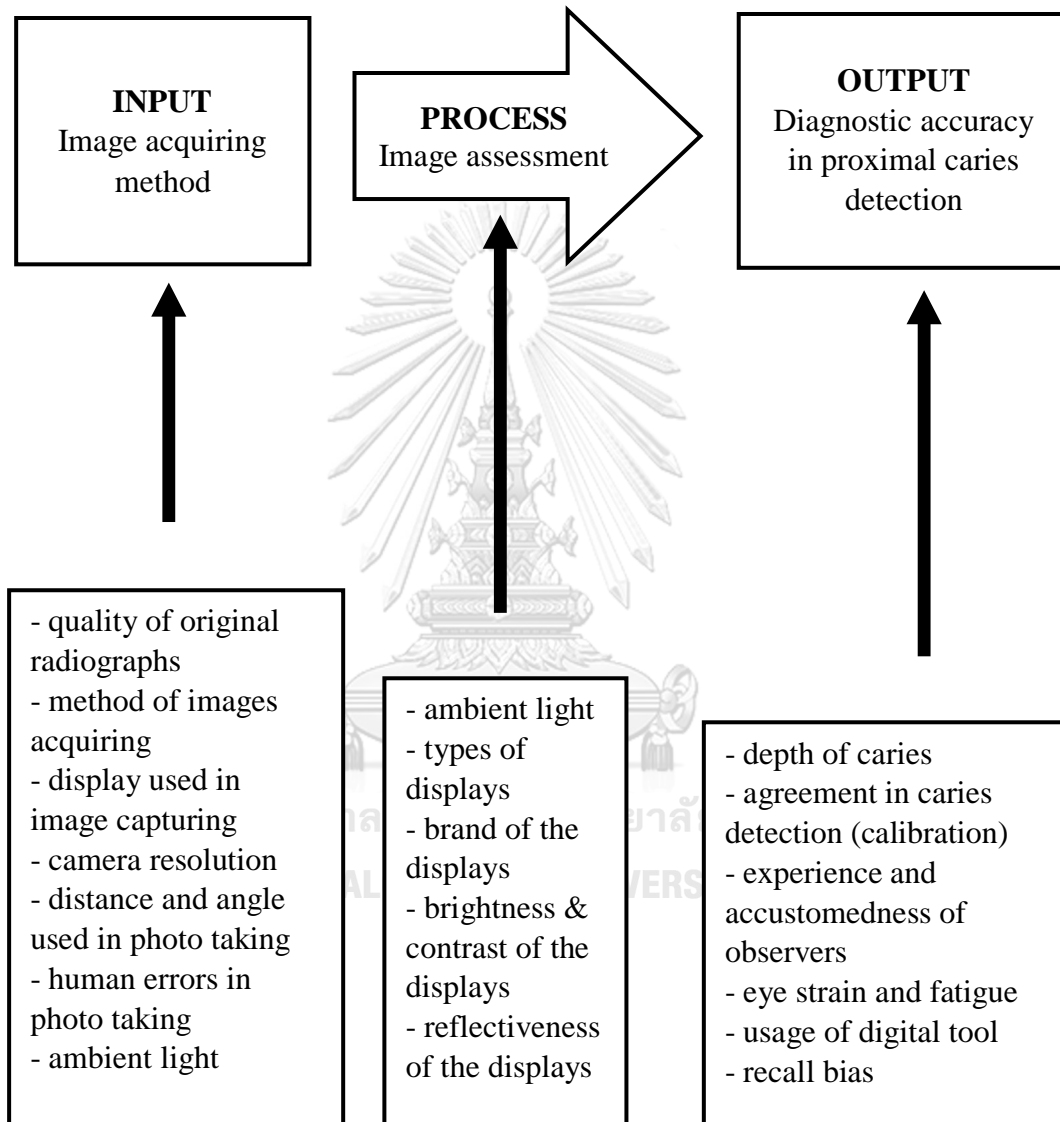 INPUT
Image acquiring
method
PROCESS
Image assessment
OUTPUT
Diagnostic accuracy
in proximal caries
detection
- quality of original
radiographs
- method of images
acquiring
- display used in
image capturing
- camera resolution
- distance and angle
used in photo taking
- human errors in
photo taking
- ambient light
- ambient light
- types of
displays
- brand of the
displays
- brightness &
contrast of the
displays
- reflectiveness
of the displays
- depth of caries
- agreement in caries
detection (calibration)
- experience and
accustomedness of
observers
- eye strain and fatigue
- usage of digital tool
- recall bias